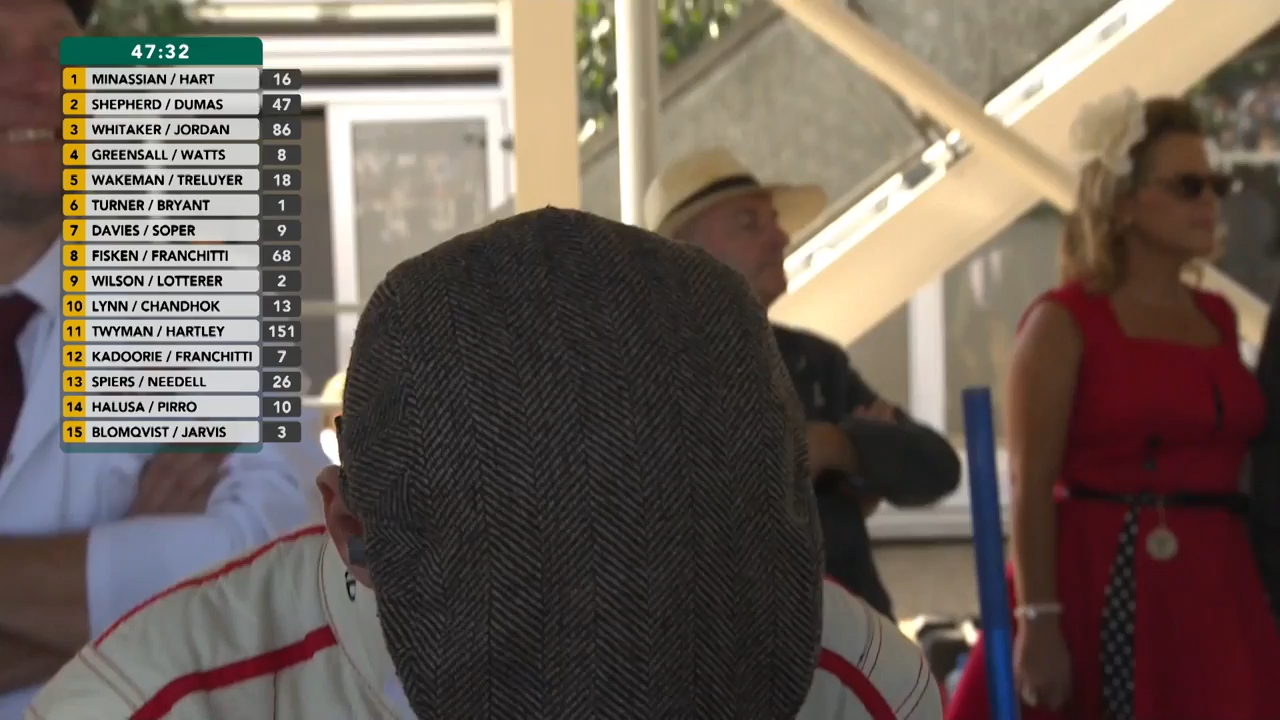 47:32
1 MINASSIAN / HART 16
2 SHEPHERD / DUMAS 47
3 WHITAKER / JORDAN 86
4 GREENSALL / WATTS 8
5 WAKEMAN / TRELUYER 18
6 TURNER / BRYANT 1
7 DAVIES / SOPER 9
8 FISKEN / FRANCHITTI 68
9 WILSON / LOTTERER 2
10 LYNN / CHANDHOK 13
11 TWYMAN / HARTLEY 151
12 KADOORIE / FRANCHITTI 7
13 SPIERS / NEEDELL 26
14 HALUSA / PIRRO 10
15 BLOMQVIST / JARVIS 3